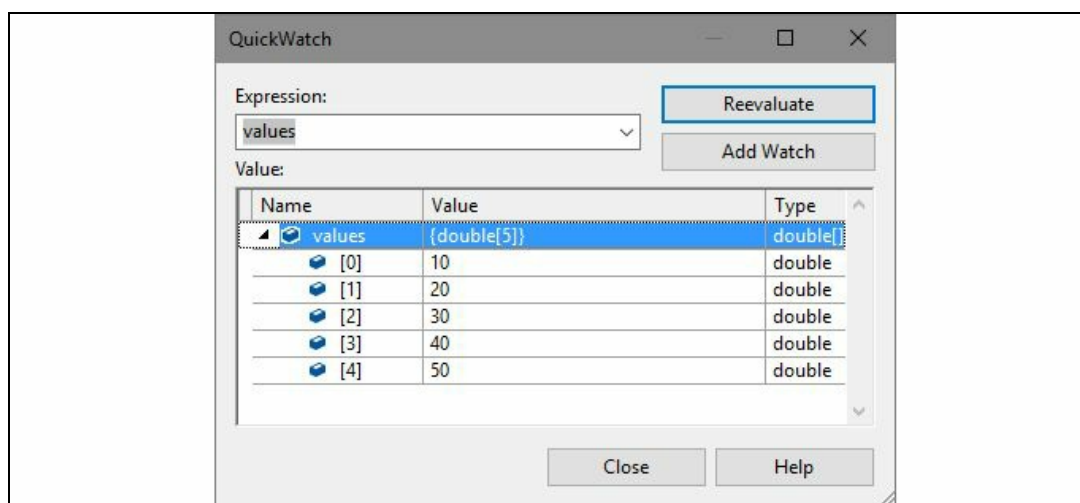 QuickWatch
Expression:
Reevaluate
values
Add Watch
Value:
Name Value Type
values {double[5]} double[]
[0] 10 double
[1] 20 double
[2] 30 double
[3] 40 double
[4] 50 double
Close Help